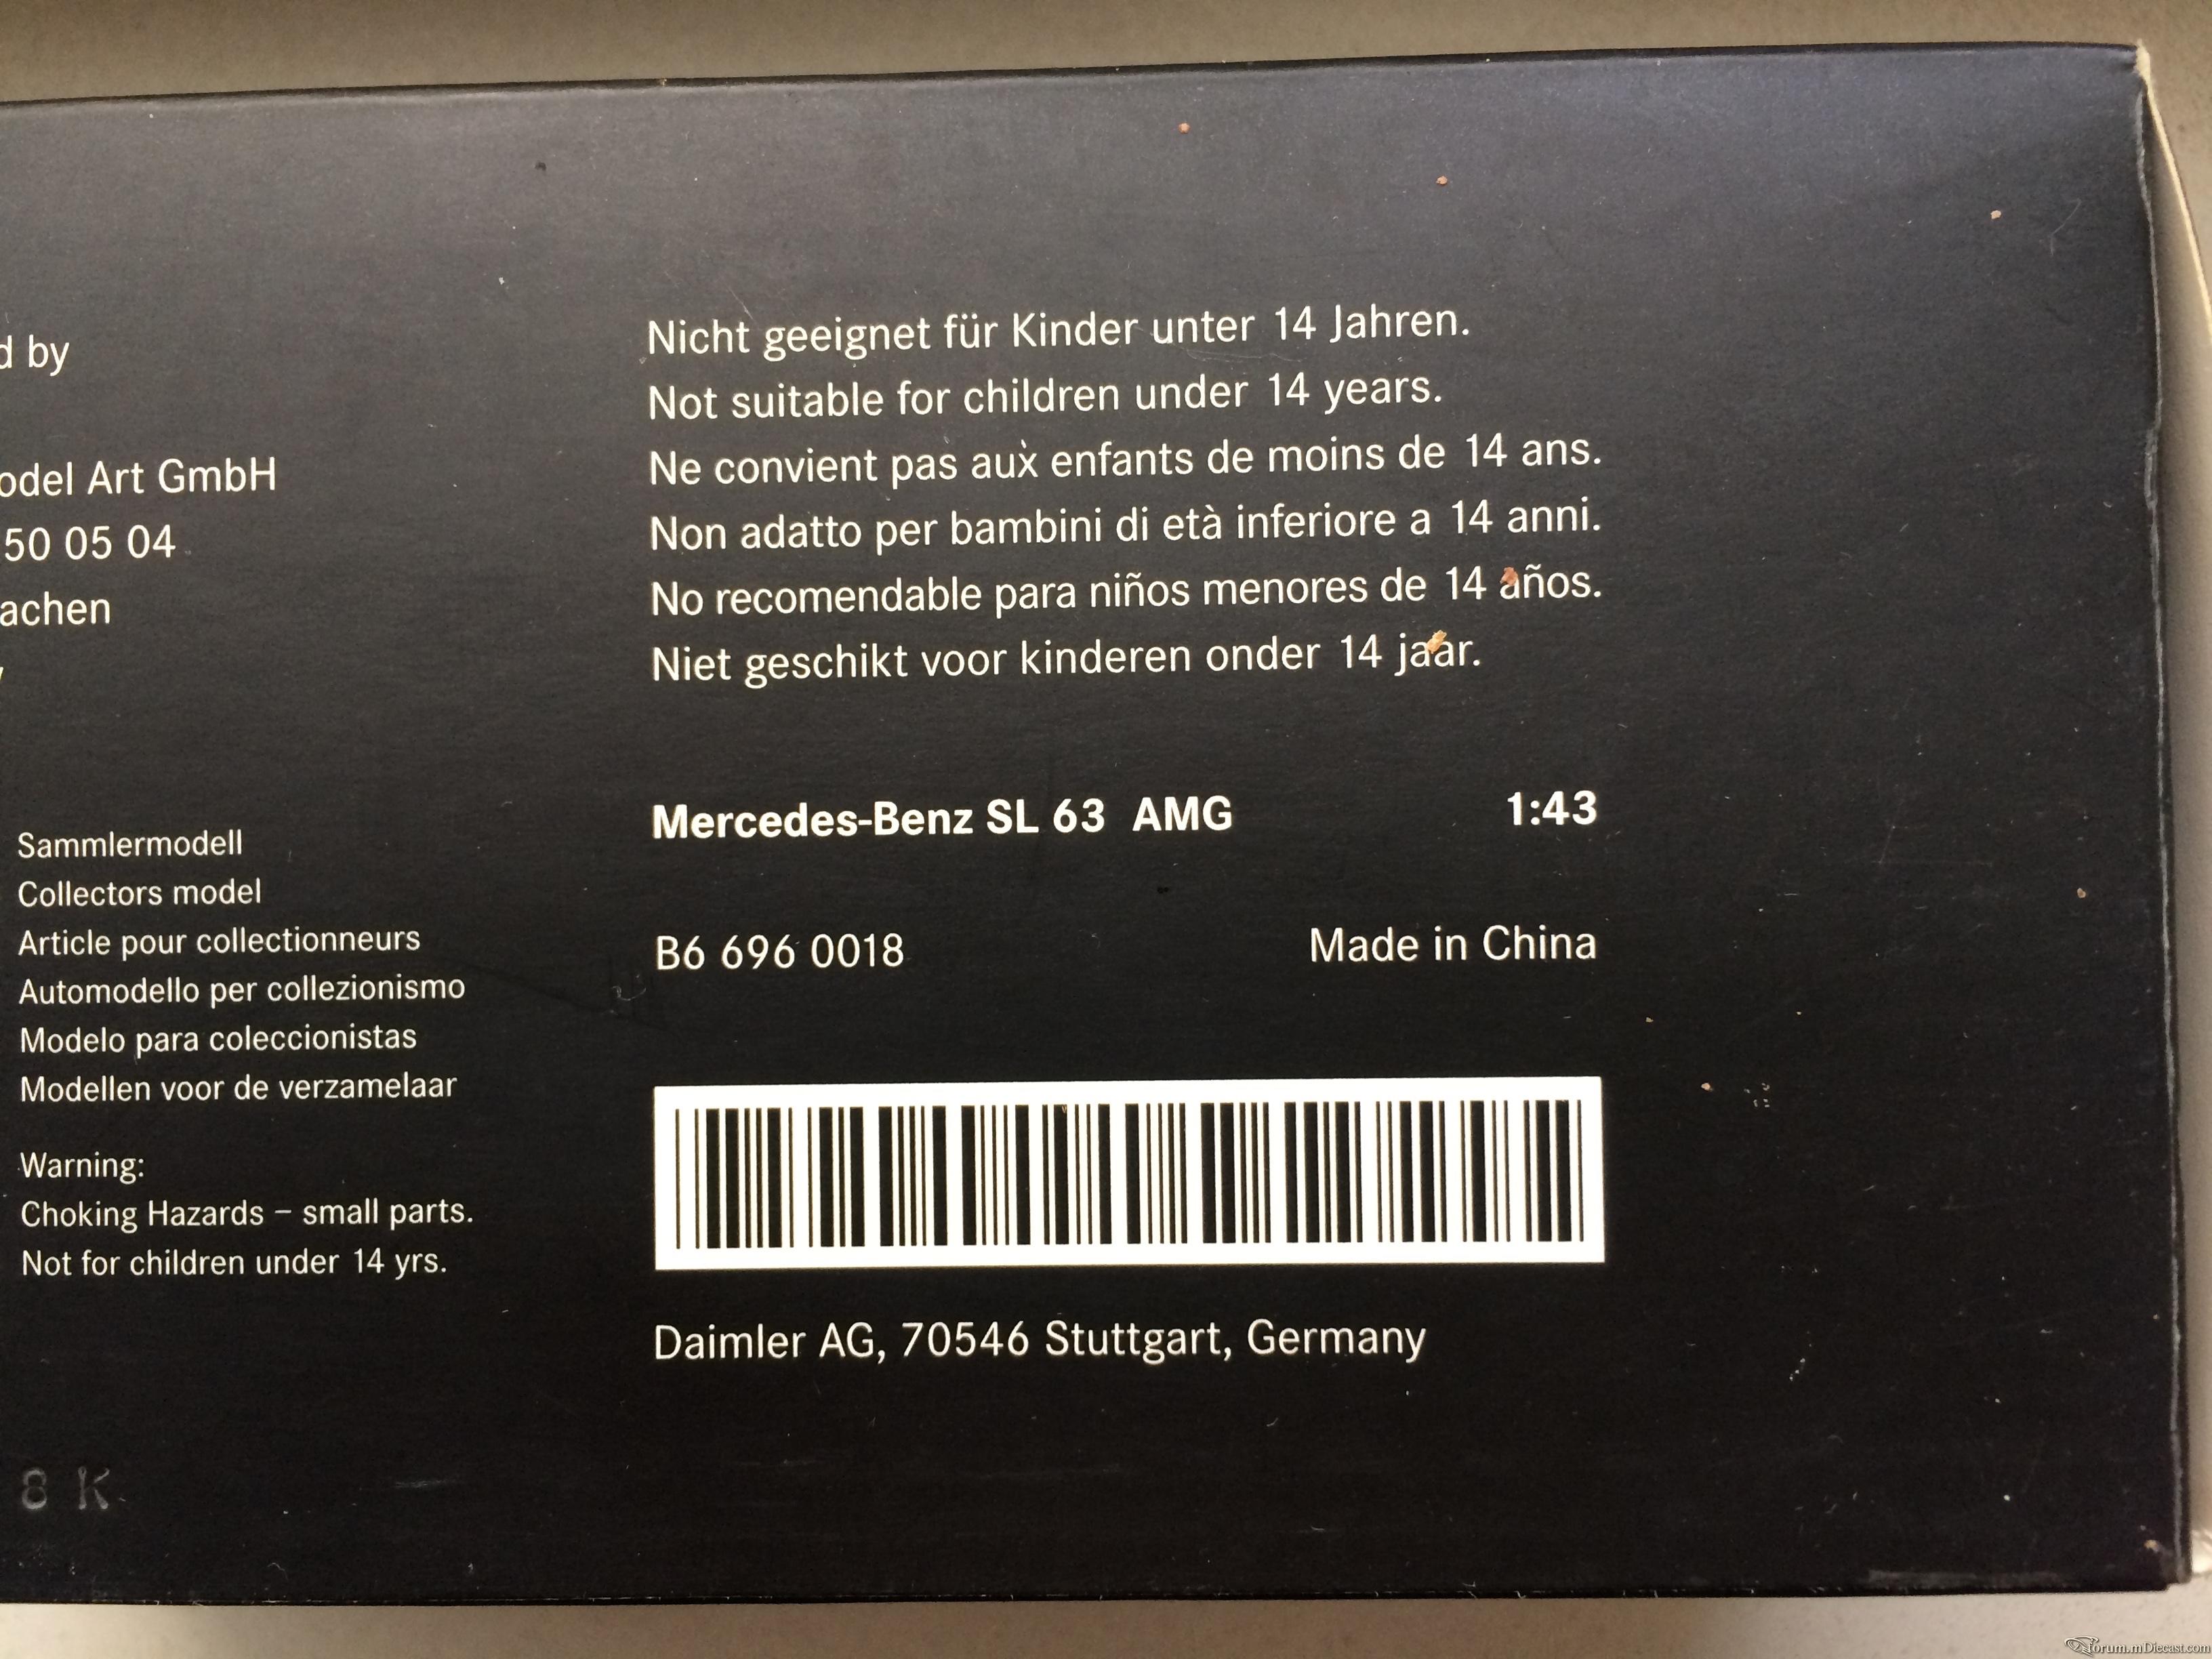 d by
odel Art GmbH
50 05 04
achen
Sammlermodell
Collectors model
Article pour collectionneurs
Automodello per collezionismo
Modelo para coleccionistas
Modellen voor de verzamelaar
Warning:
Choking Hazards – small parts.
Not for children under 14 yrs.
8 K
Nicht geeignet für Kinder unter 14 Jahren.
Not suitable for children under 14 years.
Ne convient pas aux enfants de moins de 14 ans.
Non adatto per bambini di età inferiore a 14 anni.
No recomendable para niños menores de 14 años.
Niet geschikt voor kinderen onder 14 jaar.
Mercedes-Benz SL 63 AMG 1:43
B6 696 0018 Made in China
Daimler AG, 70546 Stuttgart, Germany
forum.mDiecast.com